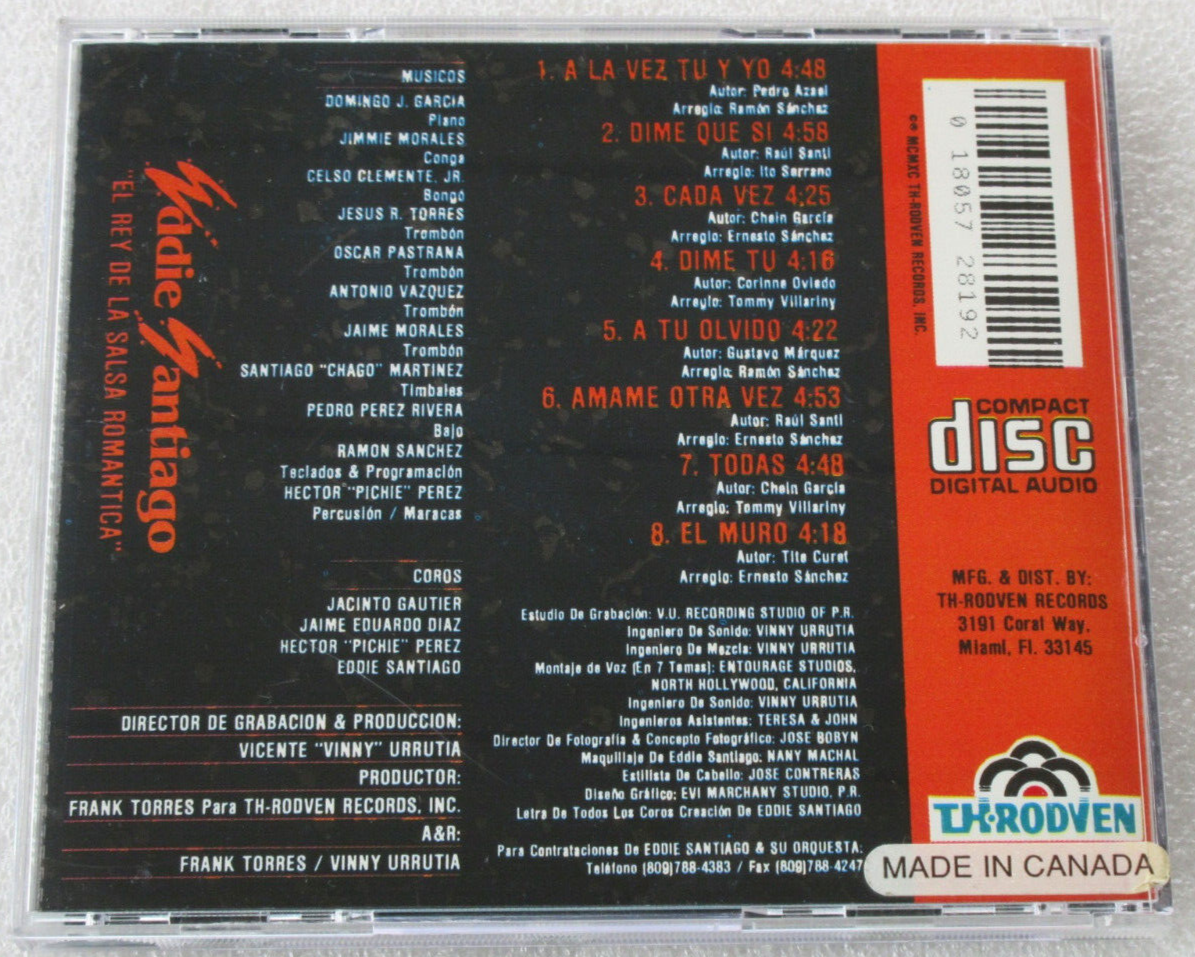 Eddie Santiago
"EL REY DE LA SALSA ROMANTICA"
MUSICOS
DOMINGO J. GARCIA
Piano
JIMMIE MORALES
Conga
CELSO CLEMENTE, JR.
Bongó
JESUS R. TORRES
Trombón
OSCAR PASTRANA
Trombón
ANTONIO VAZQUEZ
Trombón
JAIME MORALES
Trombón
SANTIAGO "CHAGO" MARTINEZ
Timbales
PEDRO PEREZ RIVERA
Bajo
RAMON SANCHEZ
Teclados & Programación
HECTOR "PICHIE" PEREZ
Percusión / Maracas
COROS
JACINTO GAUTIER
JAIME EDUARDO DIAZ
HECTOR "PICHIE" PEREZ
EDDIE SANTIAGO
DIRECTOR DE GRABACION & PRODUCCION:
VICENTE "VINNY" URRUTIA
PRODUCTOR:
FRANK TORRES Para TH-RODVEN RECORDS, INC.
A&R:
FRANK TORRES / VINNY URRUTIA
1. A LA VEZ TU Y YO 4:48
Autor: Pedro Azael
Arreglo: Ramón Sánchez
2. DIME QUE SI 4:58
Autor: Raúl Santi
Arreglo: Ito Serrano
3. CADA VEZ 4:25
Autor: Chein García
Arreglo: Ernesto Sánchez
4. DIME TU 4:16
Autor: Corinne Oviedo
Arreglo: Tommy Villariny
5. A TU OLVIDO 4:22
Autor: Gustavo Márquez
Arreglo: Ramón Sánchez
6. AMAME OTRA VEZ 4:53
Autor: Raúl Santi
Arreglo: Ernesto Sánchez
7. TODAS 4:48
Autor: Chein García
Arreglo: Tommy Villariny
8. EL MURO 4:18
Autor: Tite Curet
Arreglo: Ernesto Sánchez
Estudio De Grabación: V.U. RECORDING STUDIO OF P.R.
Ingeniero De Sonido: VINNY URRUTIA
Ingeniero De Mezcla: VINNY URRUTIA
Montaje de Voz (En 7 Temas): ENTOURAGE STUDIOS,
NORTH HOLLYWOOD, CALIFORNIA
Ingeniero De Sonido: VINNY URRUTIA
Ingenieros Asistentes: TERESA & JOHN
Director De Fotografía & Concepto Fotográfico: JOSE BOBYN
Maquillaje De Eddie Santiago: NANY MACHAL
Estilista De Cabello: JOSE CONTRERAS
Diseño Gráfico: EVI MARCHANY STUDIO, P.R.
Letra De Todos Los Coros Creación De EDDIE SANTIAGO
Para Contrataciones De EDDIE SANTIAGO & SU ORQUESTA:
Teléfono (809)788-4383 / Fax (809)788-4247
℗© MCMXC TH-RODVEN RECORDS, INC.
0 18057 28192
COMPACT
disc
DIGITAL AUDIO
MFG. & DIST. BY:
TH-RODVEN RECORDS
3191 Coral Way,
Miami, Fl. 33145
TH·RODVEN
MADE IN CANADA